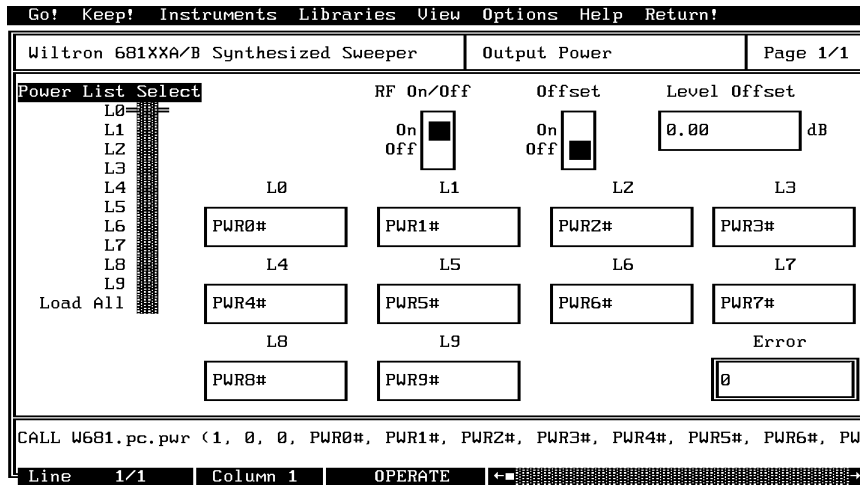 Go! Keep! Instruments Libraries View Options Help Return!
Wiltron 681XXA/B Synthesized Sweeper Output Power Page 1/1
Power List Select RF On/Off Offset Level Offset
L0
L1 On On 0.00 dB
L2 Off Off
L3
L4 L0 L1 L2 L3
L5
L6 PWR0# PWR1# PWR2# PWR3#
L7
L8 L4 L5 L6 L7
L9
Load All PWR4# PWR5# PWR6# PWR7#
L8 L9 Error
PWR8# PWR9# 0
CALL W681.pc.pwr (1, 0, 0, PWR0#, PWR1#, PWR2#, PWR3#, PWR4#, PWR5#, PWR6#, PW
Line 1/1 Column 1 OPERATE